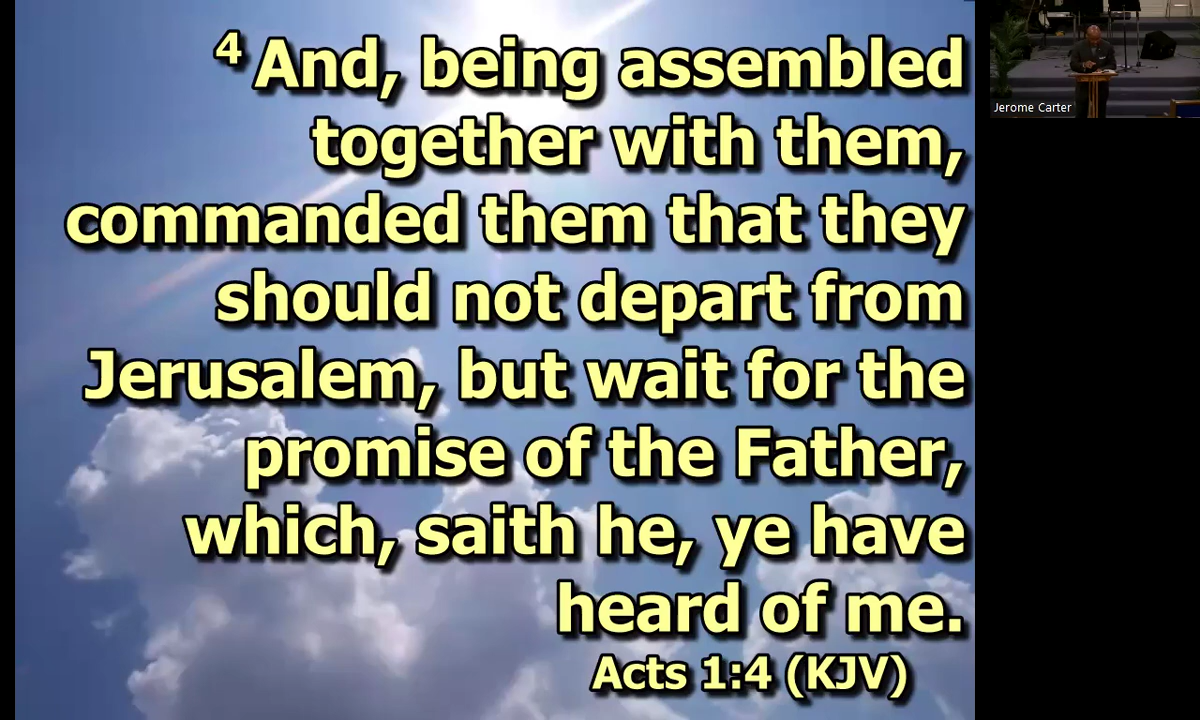 4 And, being assembled
together with them,
commanded them that they
should not depart from
Jerusalem, but wait for the
promise of the Father,
which, saith he, ye have
heard of me.
Acts 1:4 (KJV)
Jerome Carter